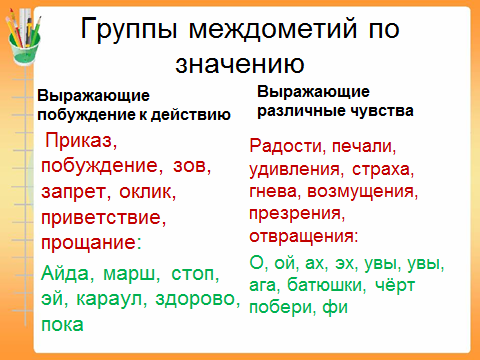 Группы междометий по
значению
Выражающие
побуждение к действию
Приказ,
побуждение, зов,
запрет, оклик,
приветствие,
прощание:
Айда, марш, стоп,
эй, караул, здорово,
пока
Выражающие
различные чувства
Радости, печали,
удивления, страха,
гнева, возмущения,
презрения,
отвращения:
О, ой, ах, эх, увы, увы,
ага, батюшки, чёрт
побери, фи